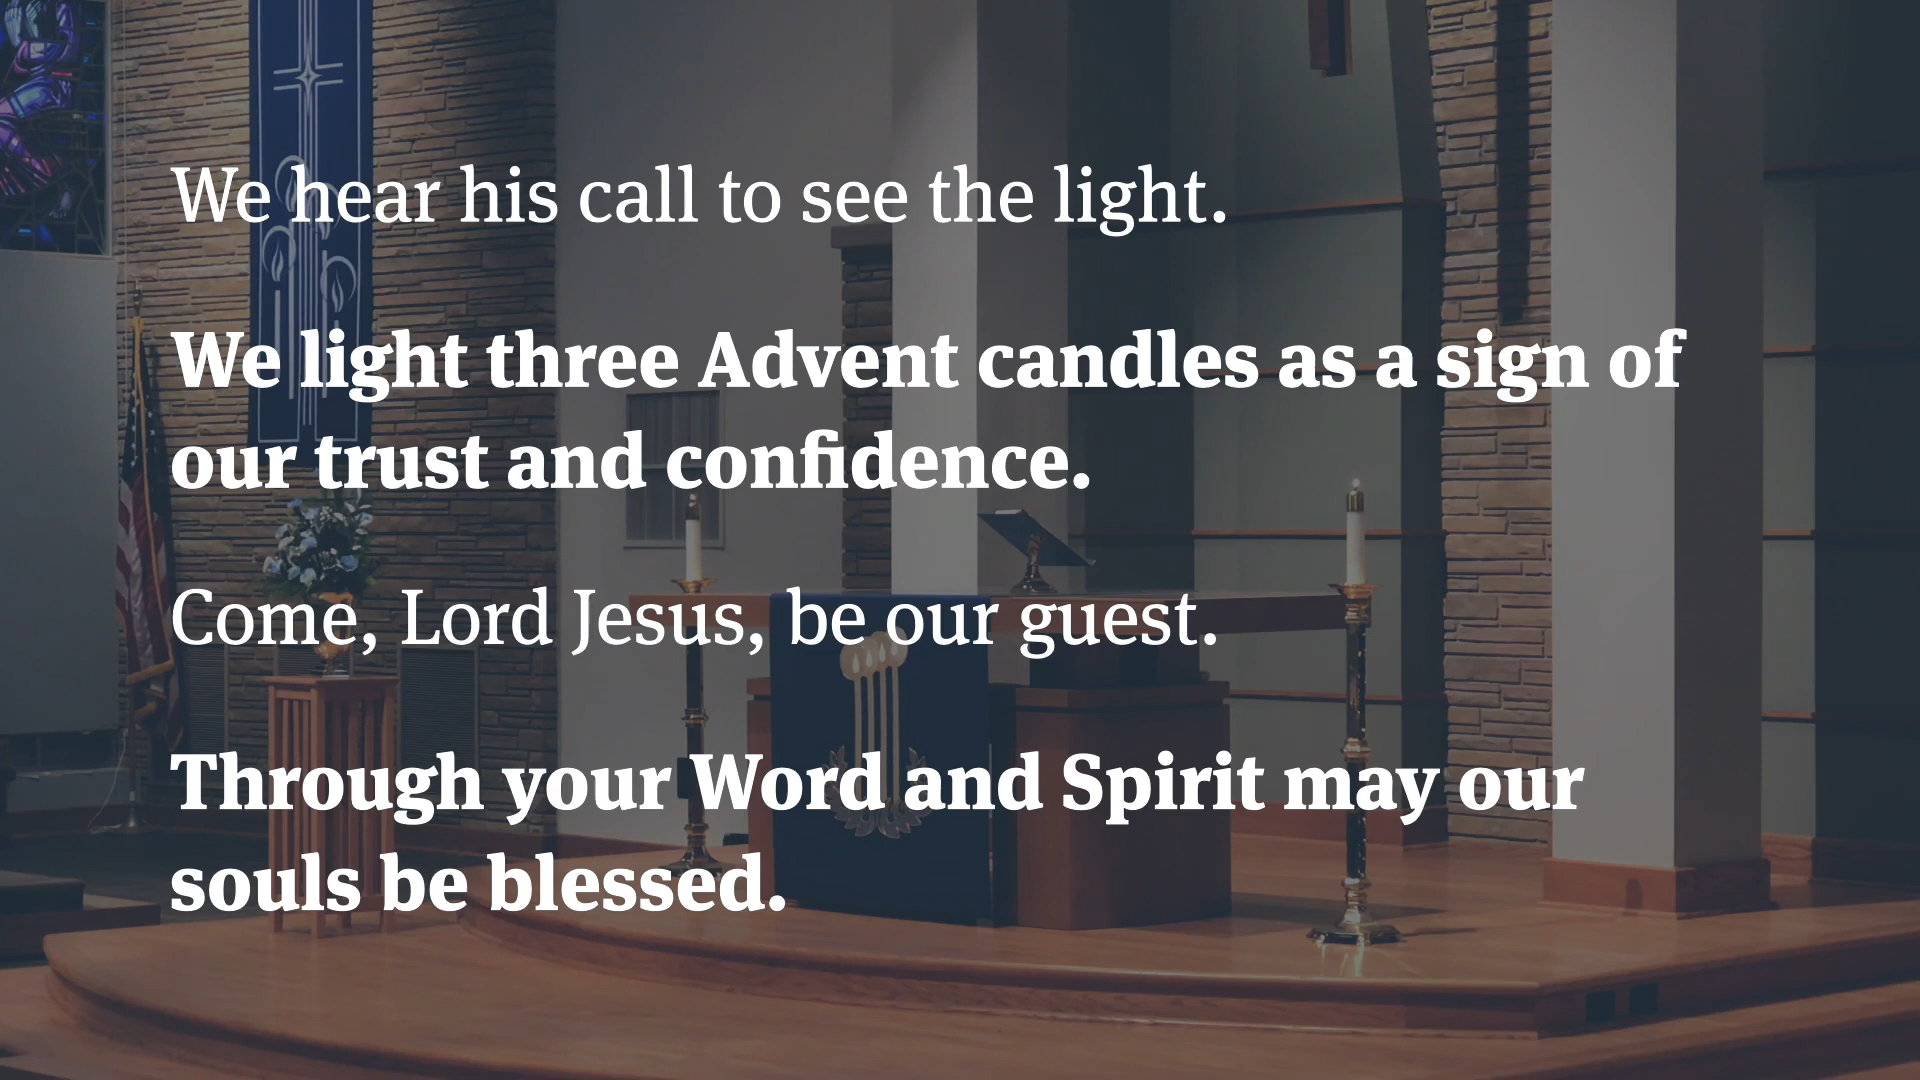 We hear his call to see the light.
We light three Advent candles as a sign of
our trust and confidence.
Come, Lord Jesus, be our guest.
Through your Word and Spirit may our
souls be blessed.